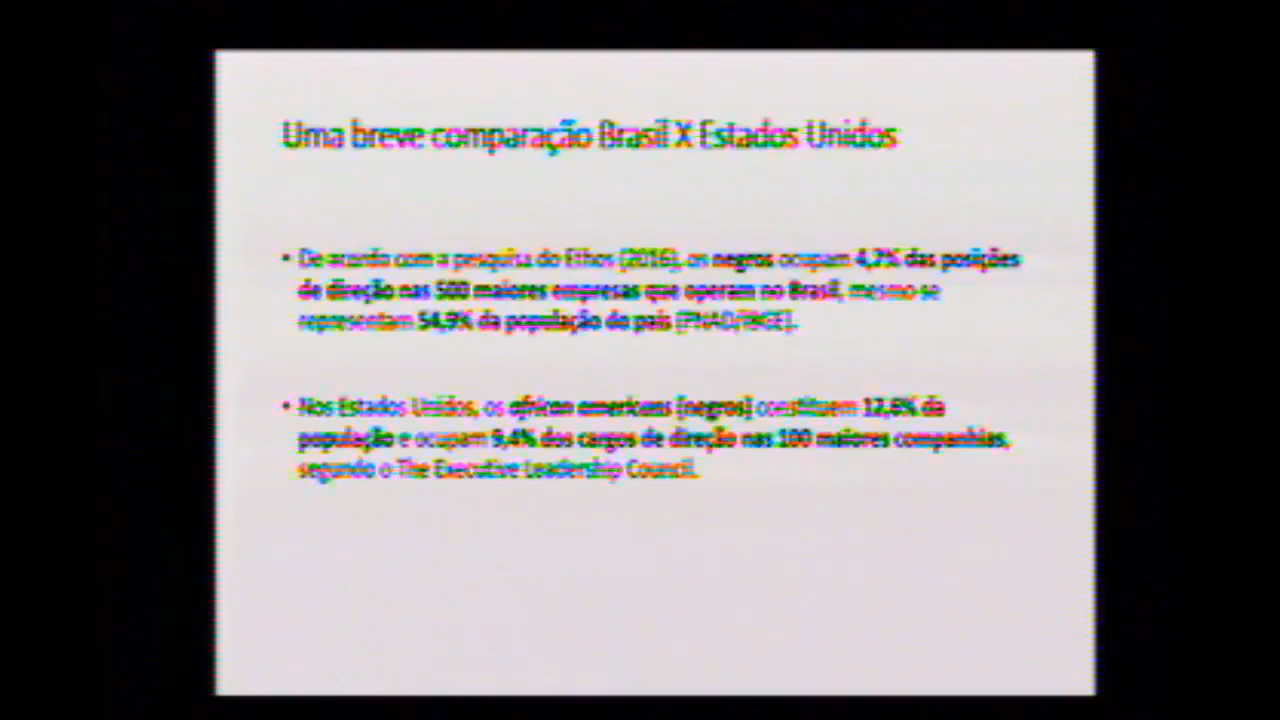 Uma breve comparação Brasil X Estados Unidos
• De acordo com a pesquisa do Ethos (2016), os negros ocupam 4,7% das posições
de direção nas 500 maiores empresas que operam no Brasil, mesmo se
representam 54,9% da população do país [PNAD/IBGE].
• Nos Estados Unidos, os african americans [negros] constituem 12,6% da
população e ocupam 9,4% dos cargos de direção nas 100 maiores companhias,
segundo o The Executive Leadership Council.